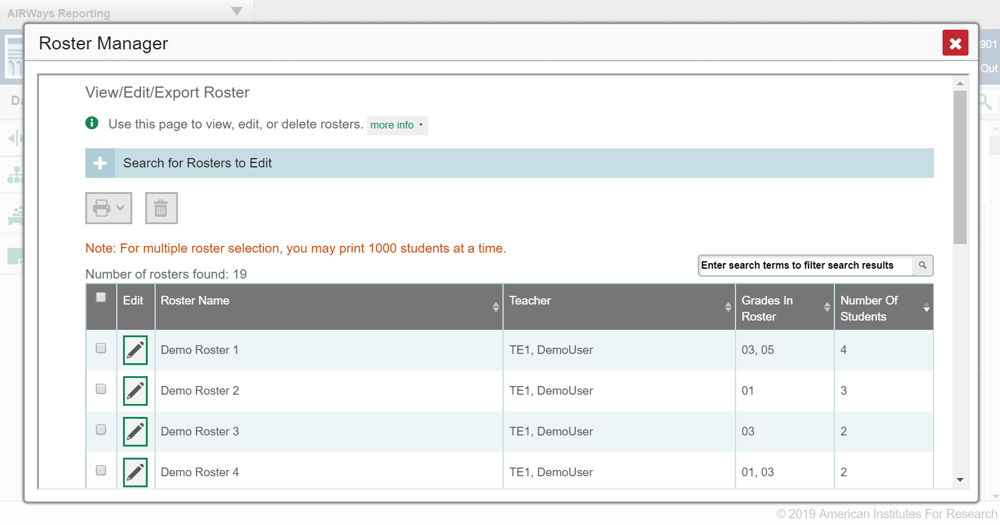 AIRWays Reporting
Roster Manager
901
Out
View/Edit/Export Roster
Use this page to view, edit, or delete rosters. more info
Search for Rosters to Edit
Note: For multiple roster selection, you may print 1000 students at a time.
Enter search terms to filter search results
Number of rosters found: 19
Edit Roster Name Teacher Grades In Roster Number Of Students
Demo Roster 1 TE1, DemoUser 03, 05 4
Demo Roster 2 TE1, DemoUser 01 3
Demo Roster 3 TE1, DemoUser 03 2
Demo Roster 4 TE1, DemoUser 01, 03 2
© 2019 American Institutes For Research